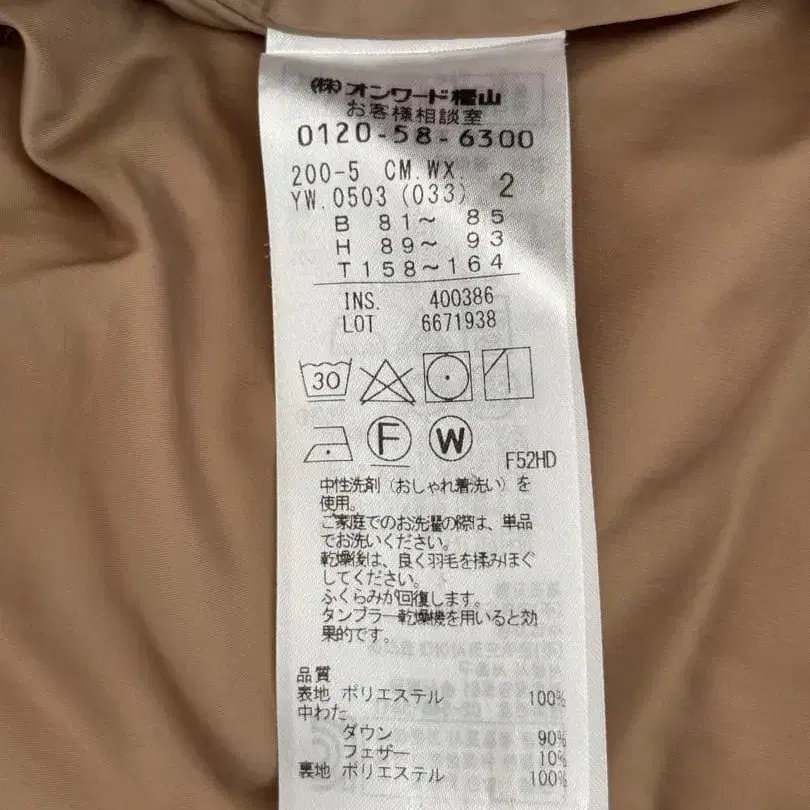 (株)オンワード樫山
お客様相談室
0120-58-6300
200-5 CM.WX.
YW.0503 (033) 2
B 81〜 85
H 89〜 93
T158〜164
INS. 400386
LOT 6671938
30
F W F52HD
中性洗剤（おしゃれ着洗い）を
使用。
ご家庭でのお洗濯の際は、単品
でお洗いください。
乾燥後は、良く羽毛を揉みほぐ
してください。
ふくらみが回復します。
タンブラー乾燥機を用いると効
果的です。
品質
表地 ポリエステル 100%
中わた
ダウン 90%
フェザー 10%
裏地 ポリエステル 100%